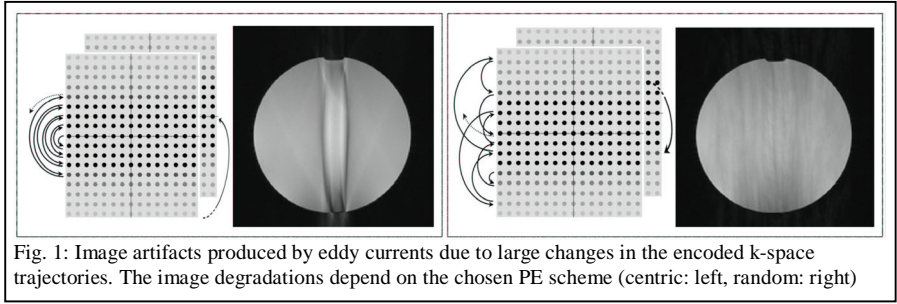 Fig. 1: Image artifacts produced by eddy currents due to large changes in the encoded k-space
trajectories. The image degradations depend on the chosen PE scheme (centric: left, random: right)